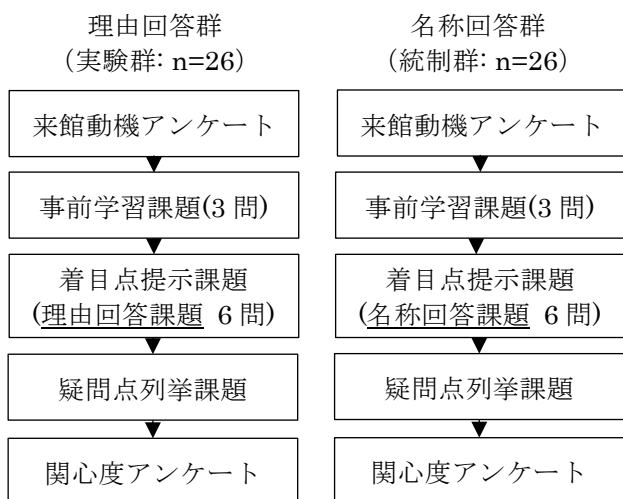 理由回答群
(実験群: n=26)
来館動機アンケート
事前学習課題(3 問)
着目点提示課題
(理由回答課題 6 問)
疑問点列挙課題
関心度アンケート
名称回答群
(統制群: n=26)
来館動機アンケート
事前学習課題(3 問)
着目点提示課題
(名称回答課題 6 問)
疑問点列挙課題
関心度アンケート